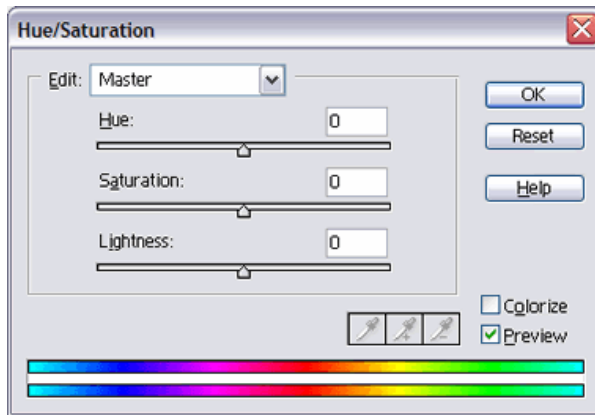 Hue/Saturation
Edit: Master
OK
Hue: 0
Reset
Saturation: 0
Help
Lightness: 0
Colorize
Preview